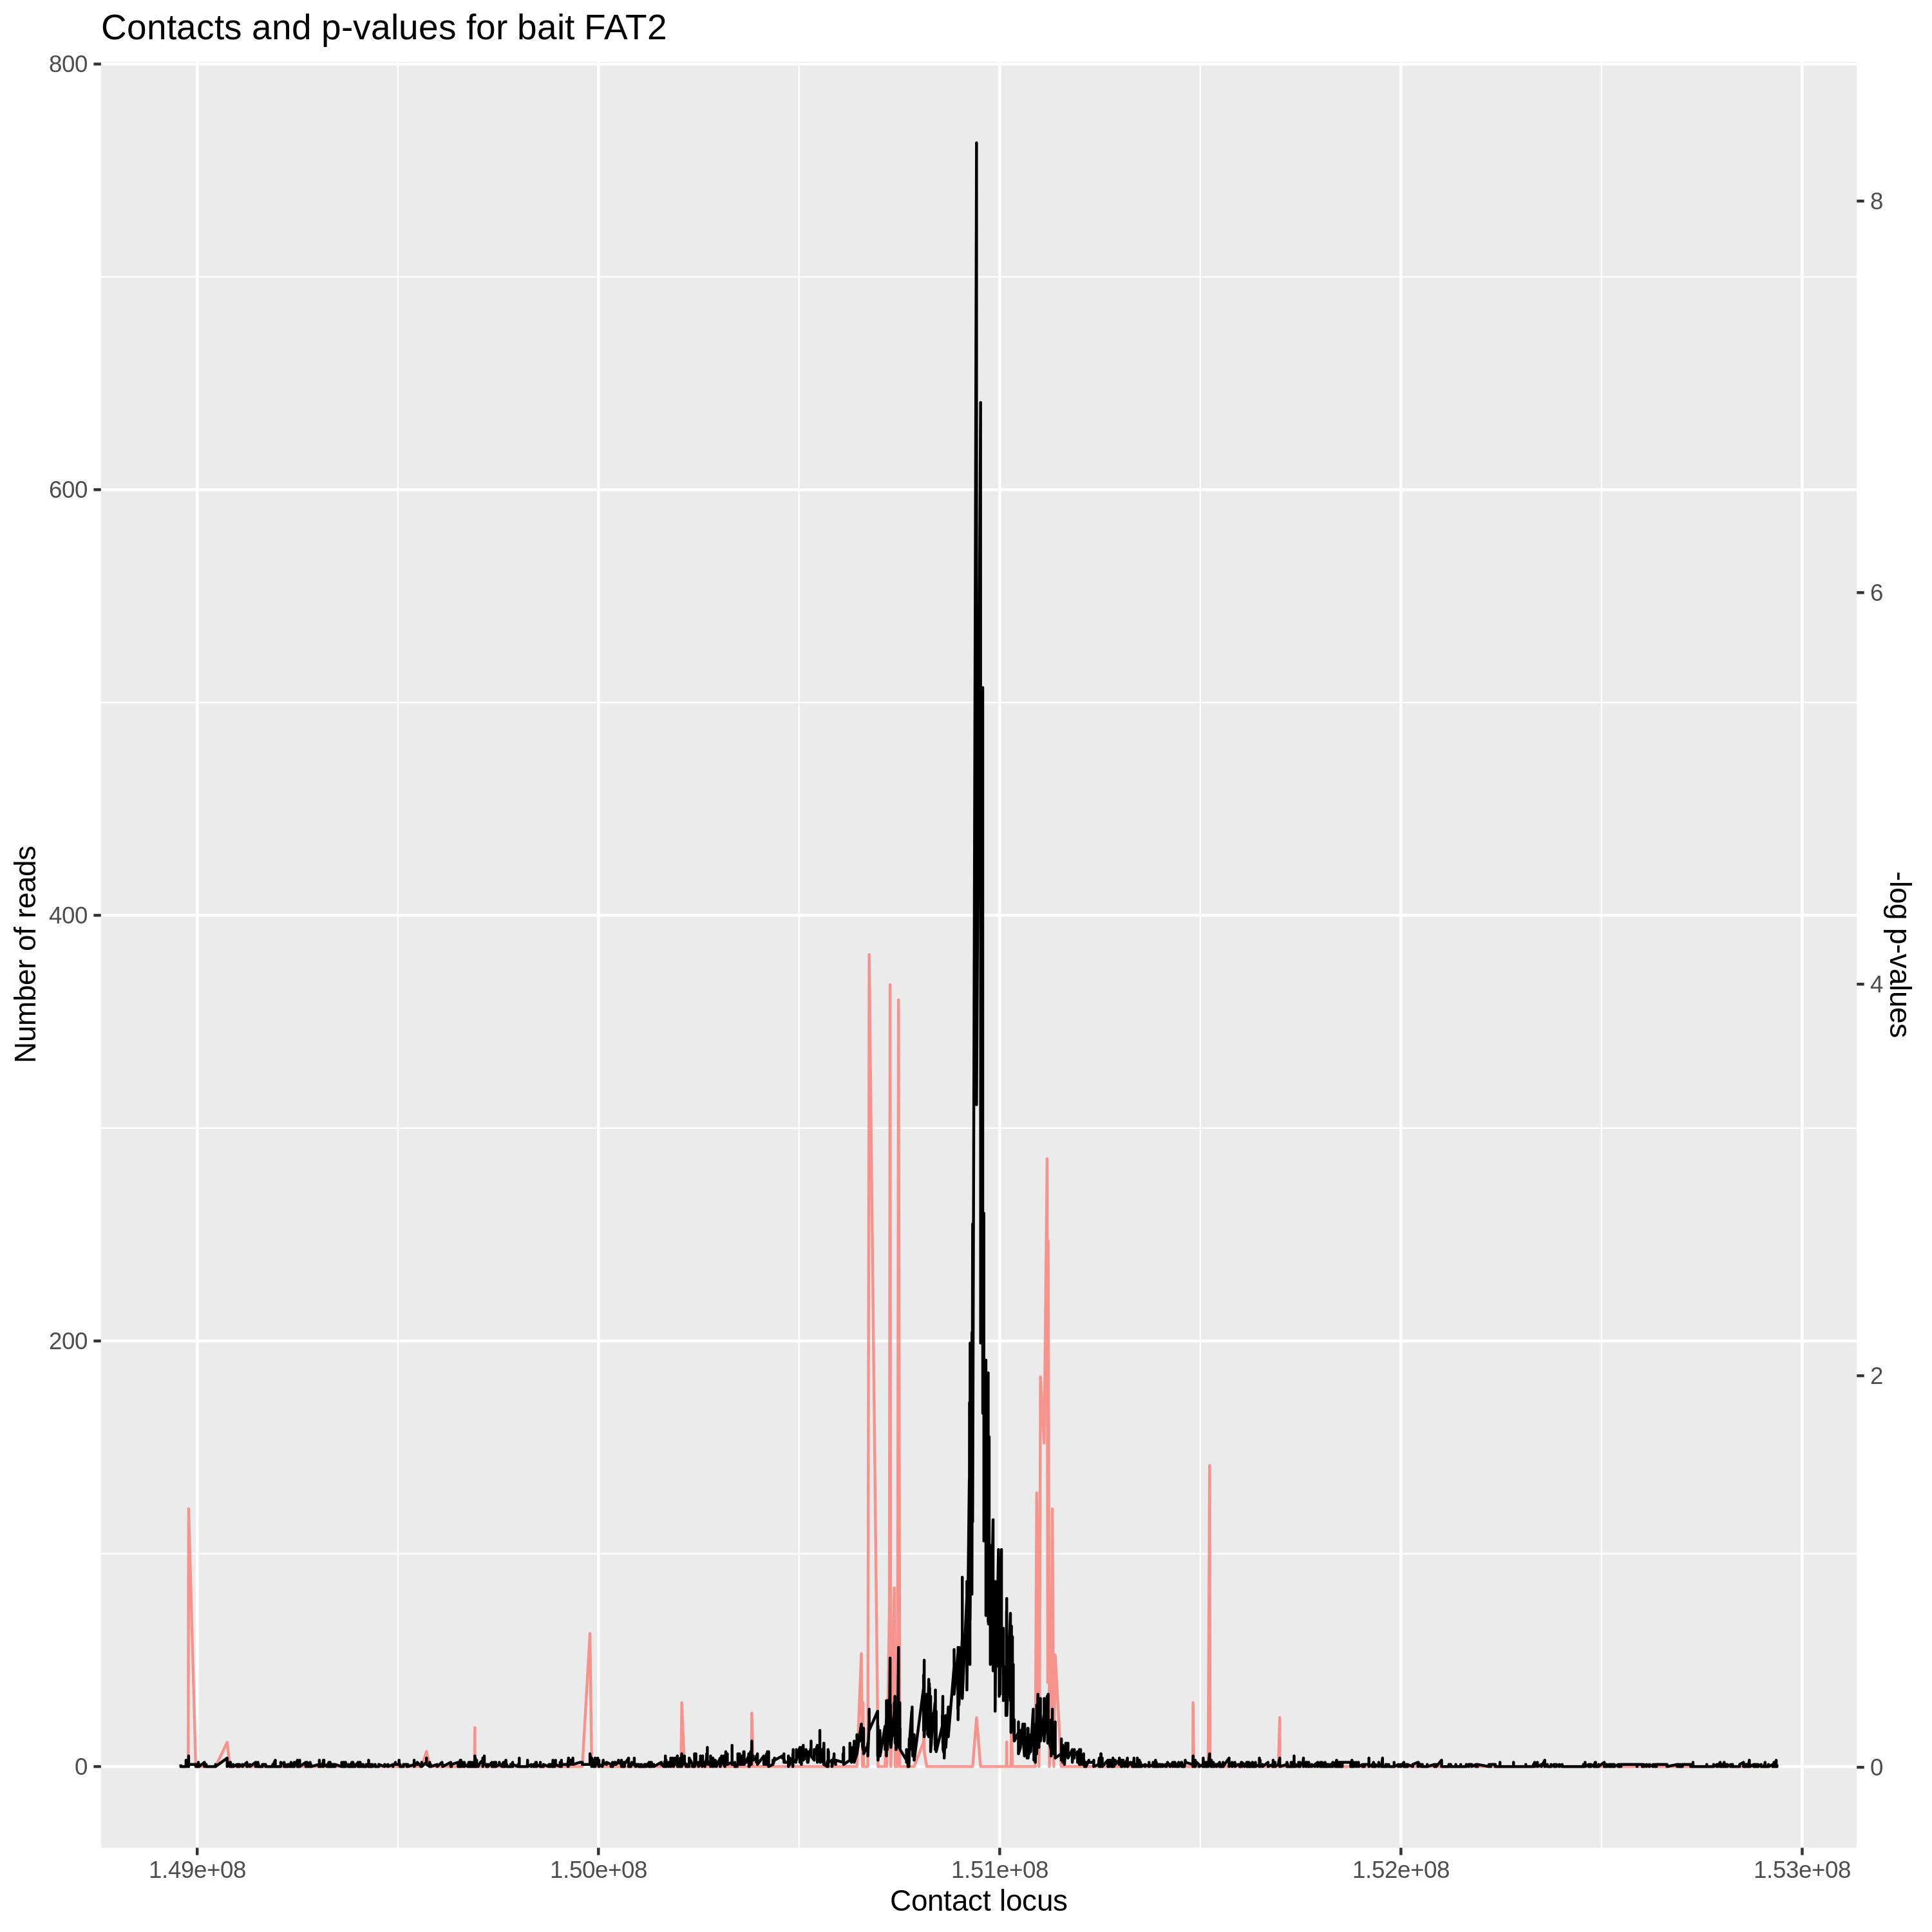 Contacts and p-values for bait FAT2
800
600
400
200
0
Number of reads
8
6
4
2
0
-log p-values
1.49e+08
1.50e+08
1.51e+08
1.52e+08
1.53e+08
Contact locus